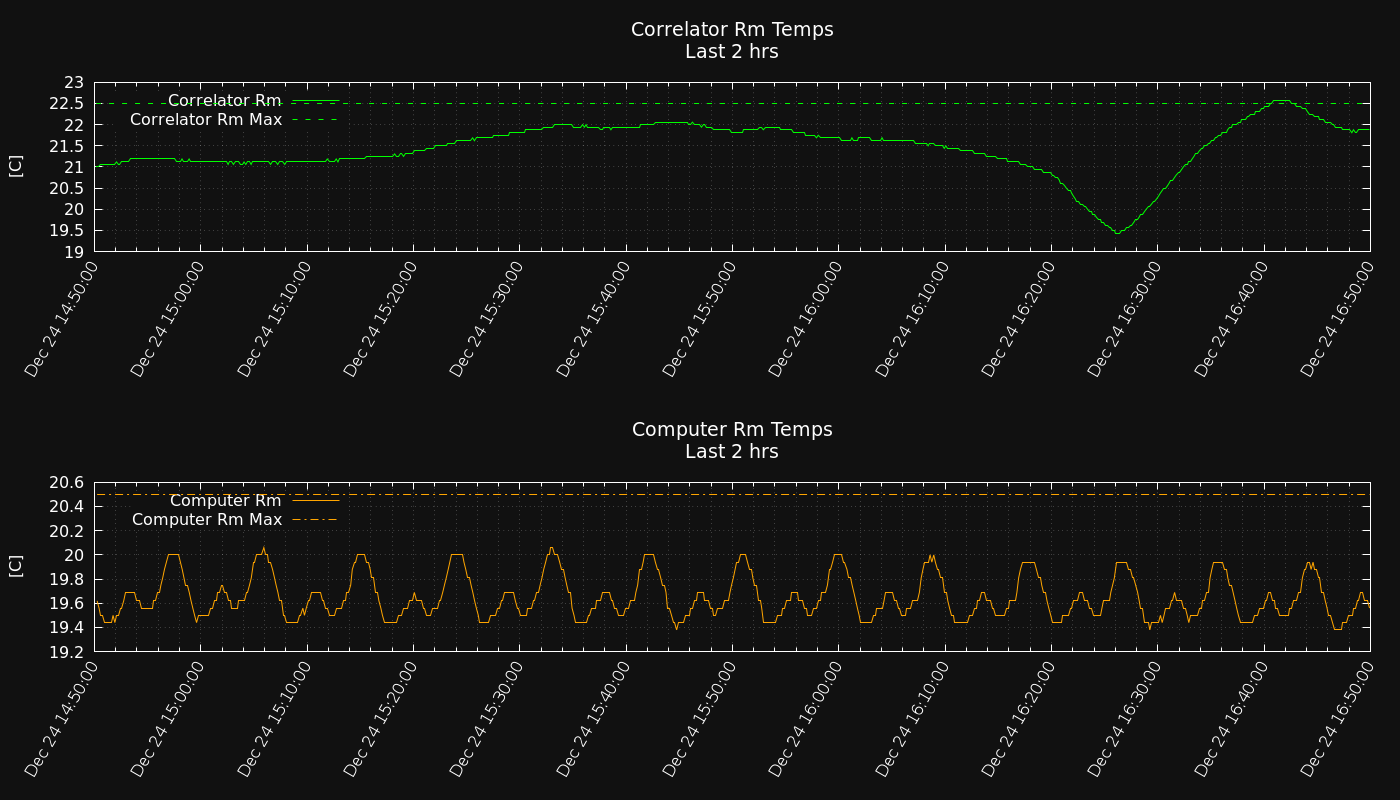 Correlator Rm Temps
Last 2 hrs
23
22.5
22
21.5
21
20.5
20
19.5
19
[C]
Correlator Rm
Correlator Rm Max
Dec 24 14:50:00
Dec 24 15:00:00
Dec 24 15:10:00
Dec 24 15:20:00
Dec 24 15:30:00
Dec 24 15:40:00
Dec 24 15:50:00
Dec 24 16:00:00
Dec 24 16:10:00
Dec 24 16:20:00
Dec 24 16:30:00
Dec 24 16:40:00
Dec 24 16:50:00
Computer Rm Temps
Last 2 hrs
20.6
20.4
20.2
20
19.8
19.6
19.4
19.2
[C]
Computer Rm
Computer Rm Max
Dec 24 14:50:00
Dec 24 15:00:00
Dec 24 15:10:00
Dec 24 15:20:00
Dec 24 15:30:00
Dec 24 15:40:00
Dec 24 15:50:00
Dec 24 16:00:00
Dec 24 16:10:00
Dec 24 16:20:00
Dec 24 16:30:00
Dec 24 16:40:00
Dec 24 16:50:00